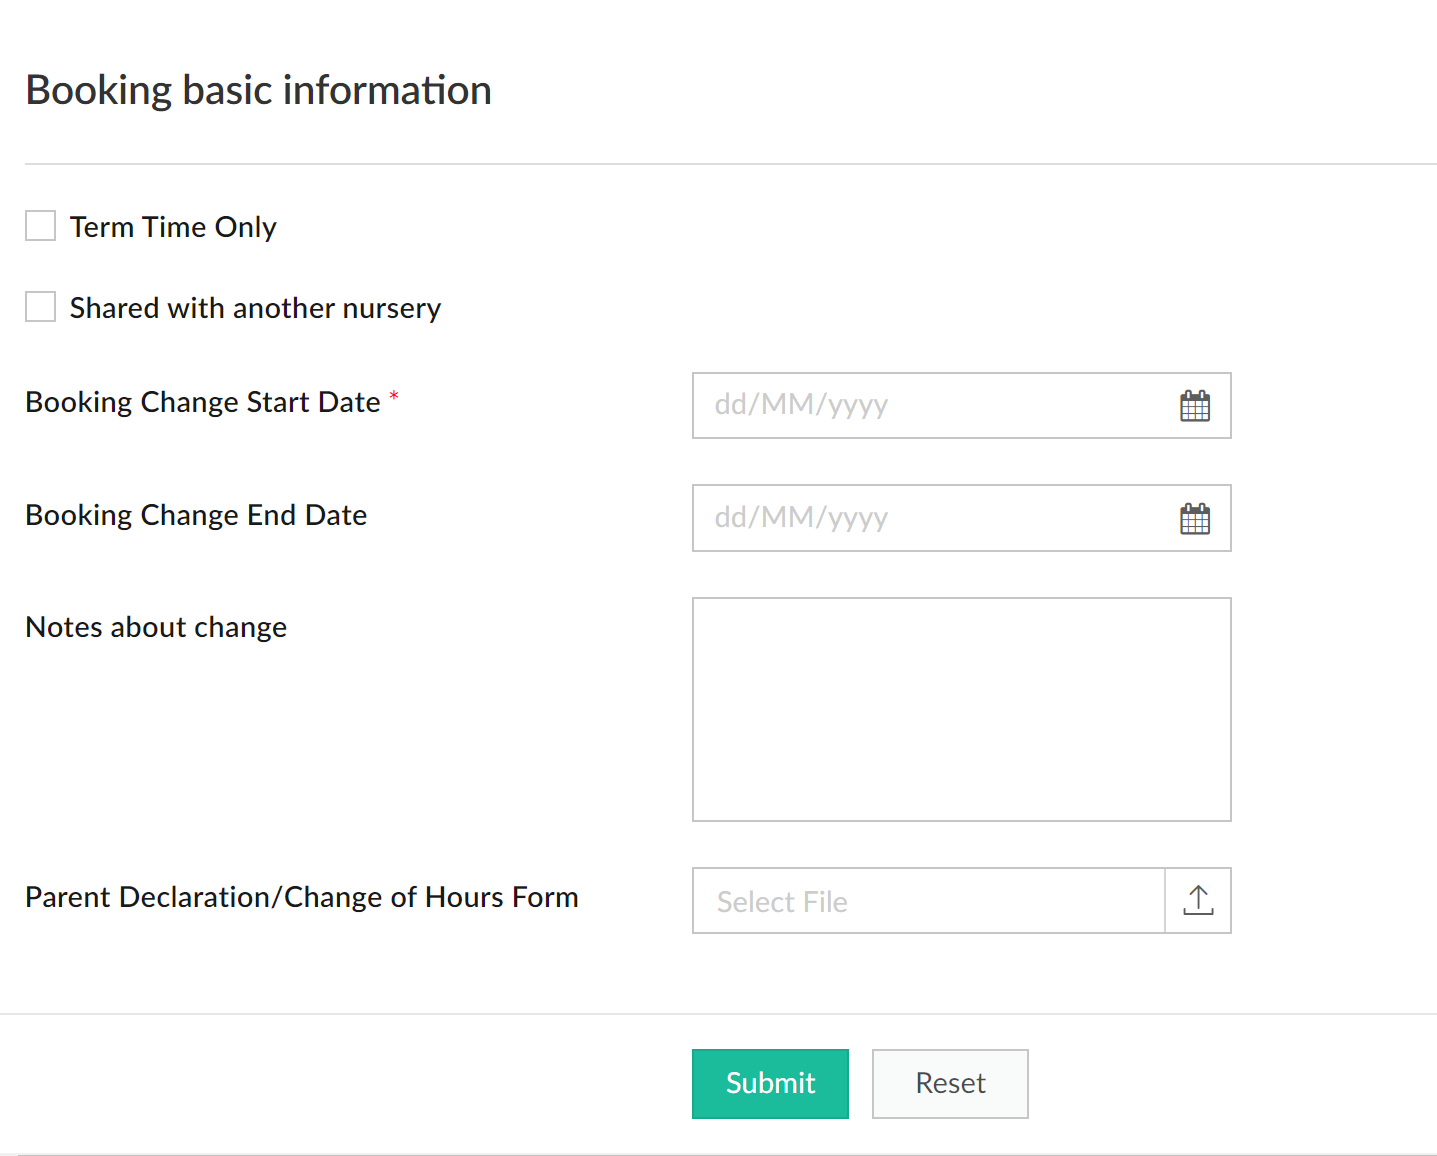 Booking basic information
Term Time Only
Shared with another nursery
Booking Change Start Date *
dd/MM/yyyy
Booking Change End Date
dd/MM/yyyy
Notes about change
Parent Declaration/Change of Hours Form
Select File
Submit
Reset